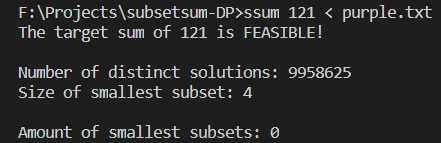 F:\Projects\subsetsum-DP>ssum 121 < purple.txt
The target sum of 121 is FEASIBLE!
Number of distinct solutions: 9958625
Size of smallest subset: 4
Amount of smallest subsets: 0